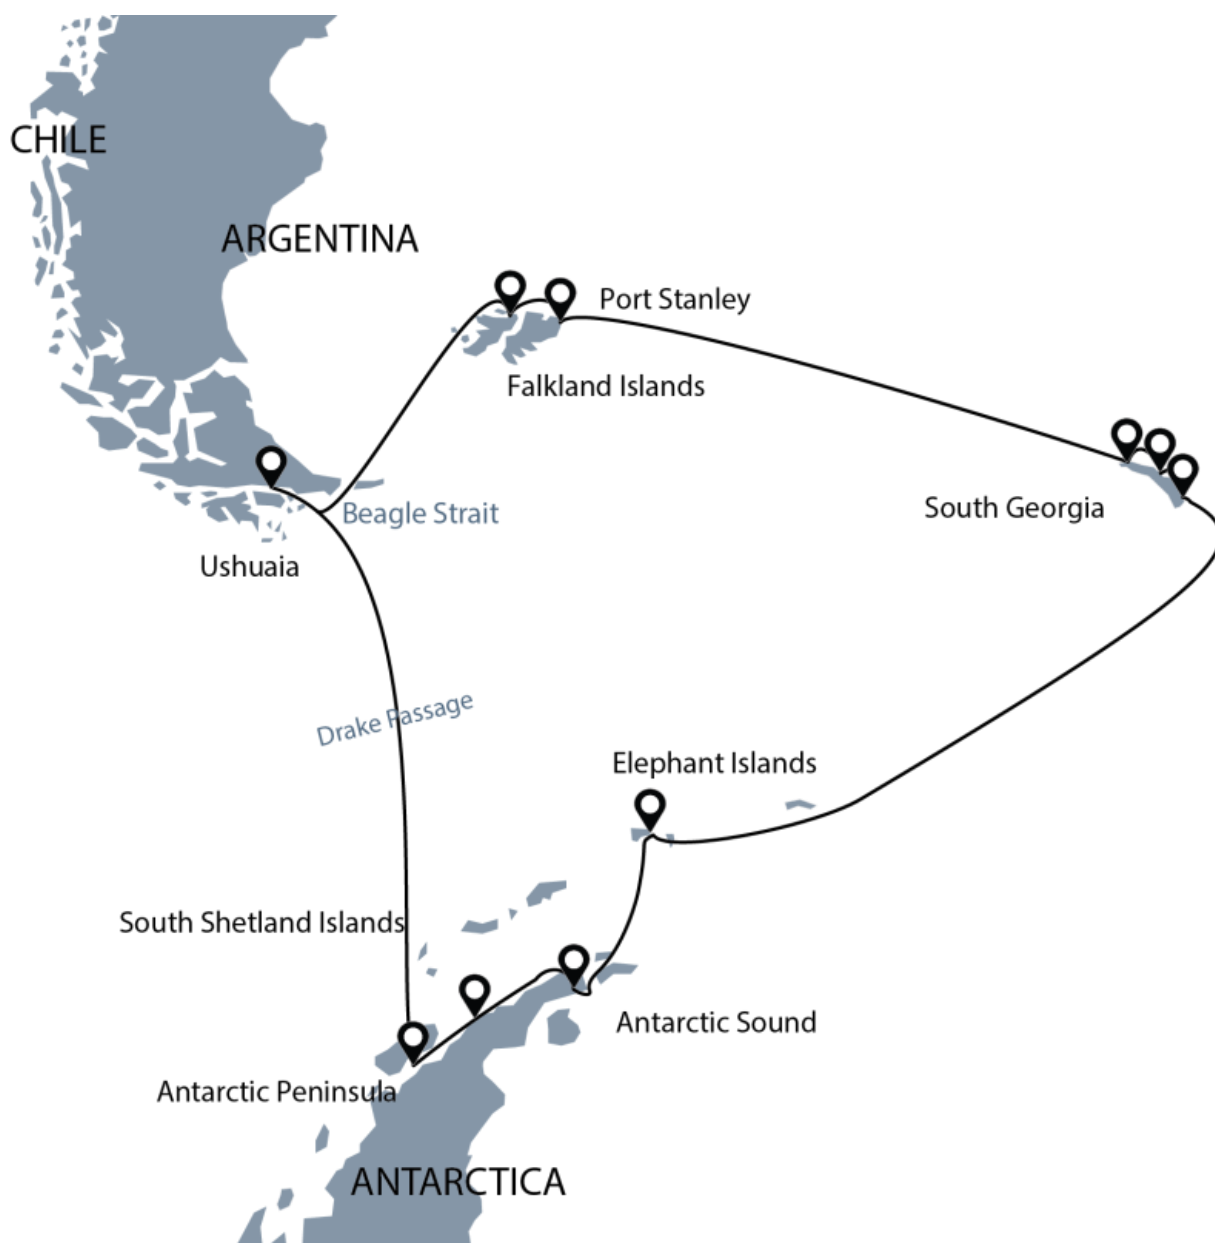 CHILE
ARGENTINA
Port Stanley
Falkland Islands
South Georgia
Beagle Strait
Ushuaia
Drake Passage
Elephant Islands
South Shetland Islands
Antarctic Sound
Antarctic Peninsula
ANTARCTICA